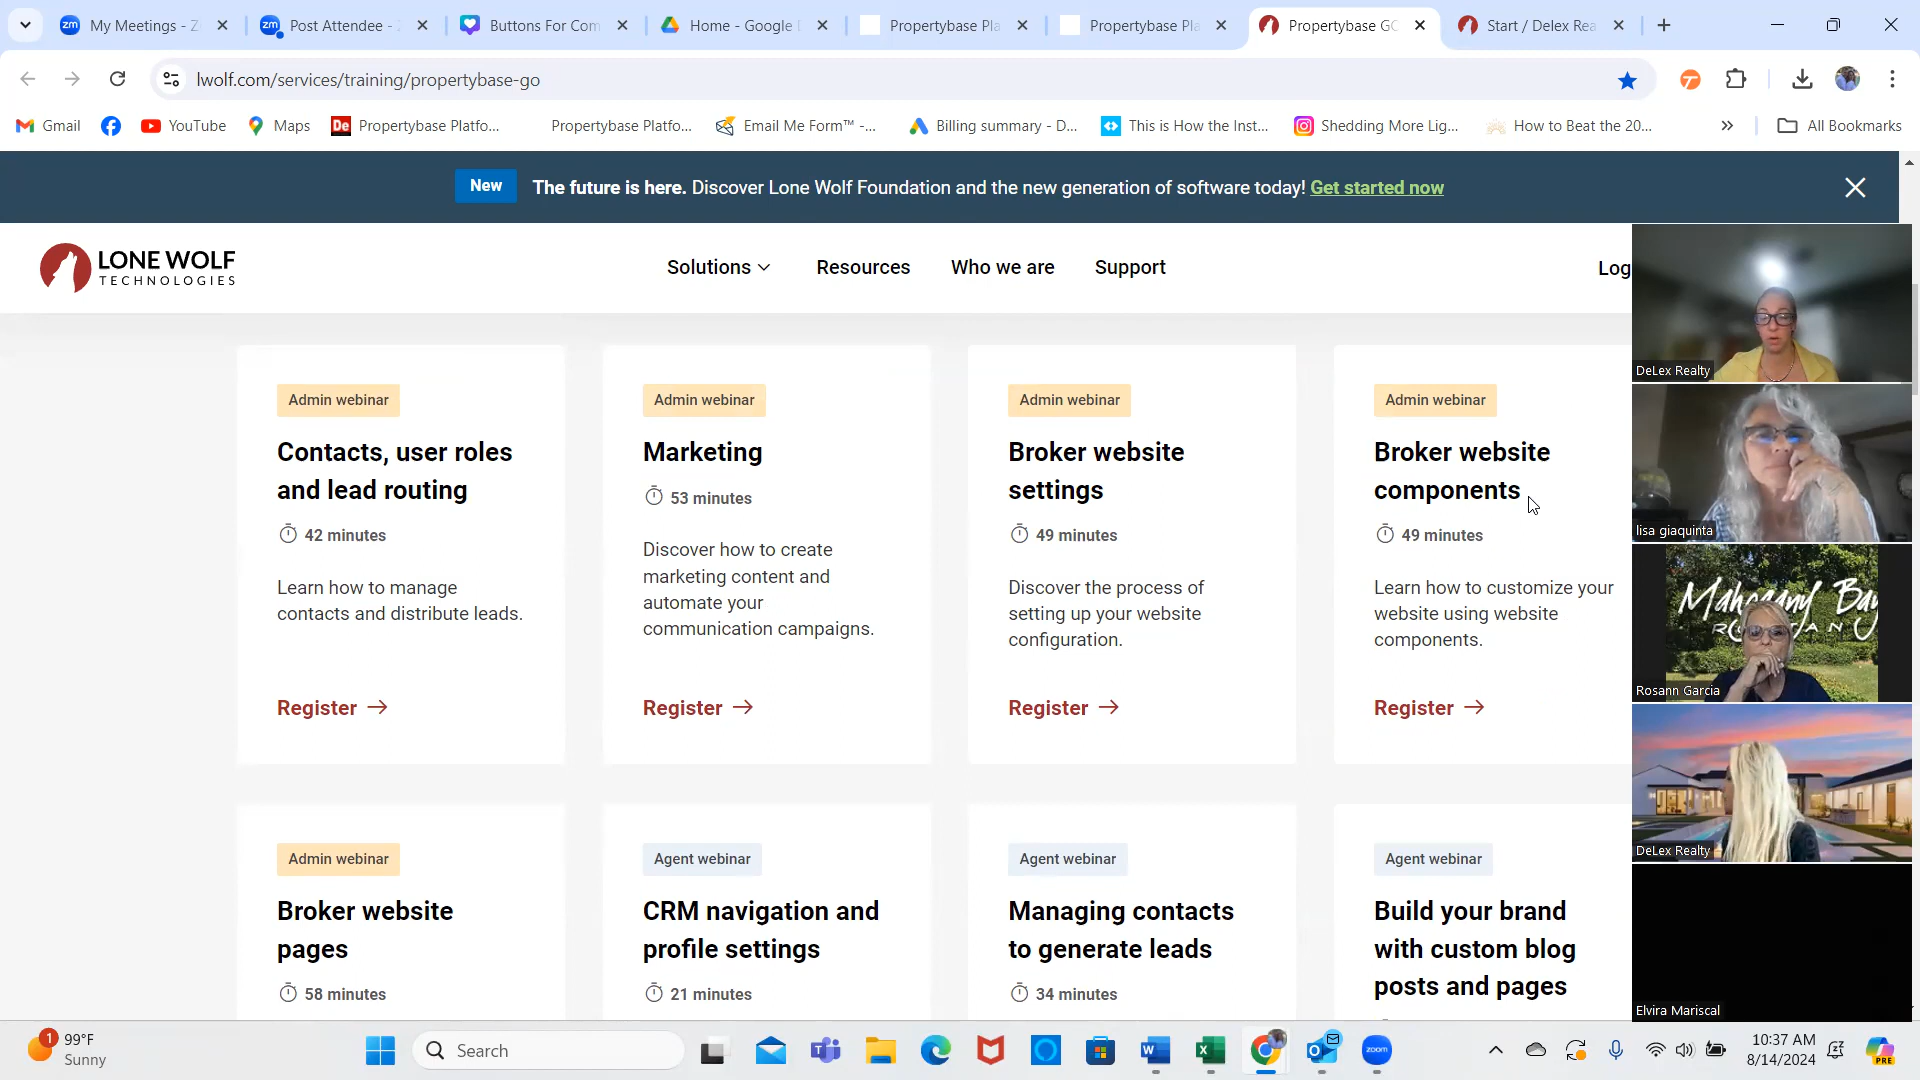 My Meetings - Z
Post Attendee -
Buttons For Com
Home - Google
Propertybase Pla
Propertybase Pla
Propertybase GO
Start / Delex Rea
lwolf.com/services/training/propertybase-go
Gmail
YouTube
Maps
De
Propertybase Platfo...
Propertybase Platfo...
Email Me Form™ -...
Billing summary - D...
This is How the Inst...
Shedding More Lig...
How to Beat the 20...
All Bookmarks
New
The future is here. Discover Lone Wolf Foundation and the new generation of software today! Get started now
LONE WOLF
TECHNOLOGIES
Solutions
Resources
Who we are
Support
Log
Admin webinar
Contacts, user roles
and lead routing
42 minutes
Learn how to manage
contacts and distribute leads.
Register →
Admin webinar
Marketing
53 minutes
Discover how to create
marketing content and
automate your
communication campaigns.
Register →
Admin webinar
Broker website
settings
49 minutes
Discover the process of
setting up your website
configuration.
Register →
Admin webinar
Broker website
components
49 minutes
Learn how to customize your
website using website
components.
Register →
Admin webinar
Broker website
pages
58 minutes
Agent webinar
CRM navigation and
profile settings
21 minutes
Agent webinar
Managing contacts
to generate leads
34 minutes
Agent webinar
Build your brand
with custom blog
posts and pages
DeLex Realty
lisa giaquinta
Mahogany Bay
ROATAN
Rosann Garcia
DeLex Realty
Elvira Mariscal
1
99°F
Sunny
Search
zoom
10:37 AM
8/14/2024
PRE